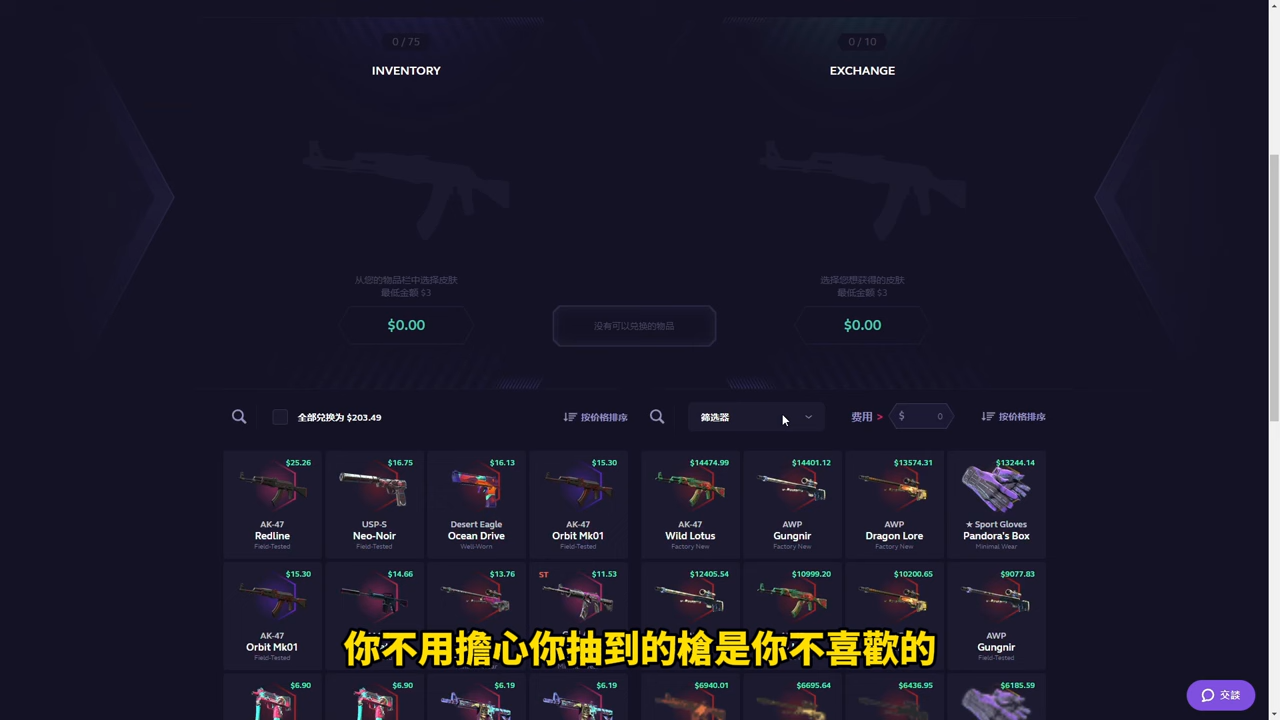 0 / 75
INVENTORY
从您的物品栏中选择皮肤
最低金额 $3
$0.00
没有可以兑换的物品
0 / 10
EXCHANGE
选择您想获得的皮肤
最低金额 $3
$0.00
全部兑换为 $203.49
按价格排序
筛选器
费用 >
$ 0
按价格排序
$25.26
AK-47
Redline
Field-Tested
$16.75
USP-S
Neo-Noir
Field-Tested
$16.13
Desert Eagle
Ocean Drive
Well-Worn
$15.30
AK-47
Orbit Mk01
Field-Tested
$14474.99
AK-47
Wild Lotus
Factory New
$14401.12
AWP
Gungnir
Factory New
$13574.31
AWP
Dragon Lore
Factory New
$13244.14
★ Sport Gloves
Pandora's Box
Minimal Wear
$15.30
AK-47
Orbit Mk01
$14.66
$13.76
ST
$11.53
$12405.54
$10999.20
$10200.65
$9077.83
AWP
Gungnir
Field-Tested
你不用擔心你抽到的槍是你不喜歡的
$6.90
$6.90
$6.19
$6.19
$6940.01
$6695.64
$6436.95
$6185.59
交談